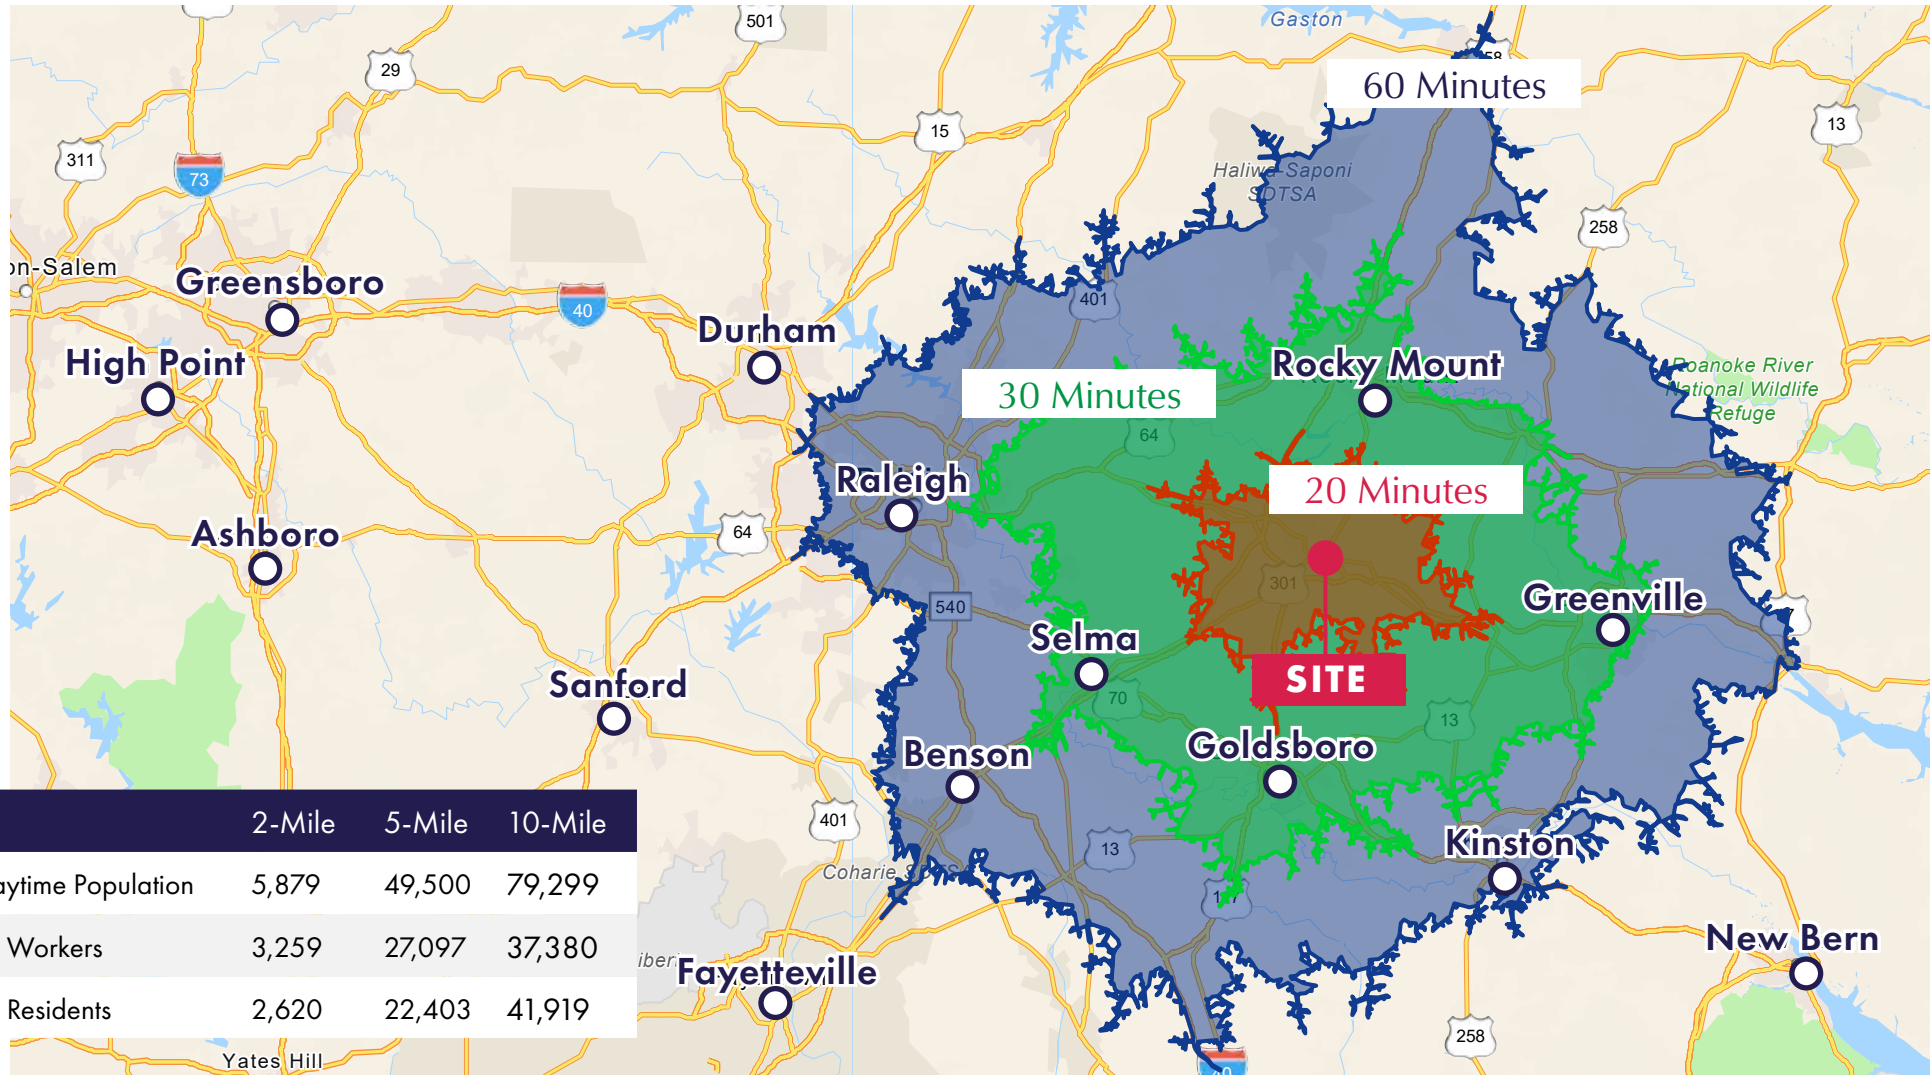 Gaston
501
29
58
60 Minutes
15
13
311
73
Haliwa-Saponi
SDTSA
258
on-Salem
Greensboro
40
401
Durham
High Point
Rocky Mount
Roanoke River
National Wildlife
Refuge
30 Minutes
64
Raleigh
20 Minutes
Ashboro
64
301
540
Greenville
Selma
SITE
Sanford
70
13
Goldsboro
Benson
2-Mile 5-Mile 10-Mile
401
13
Kinston
aytime Population 5,879 49,500 79,299
Coharie
Workers 3,259 27,097 37,380
New Bern
Fayetteville
Residents 2,620 22,403 41,919
258
Yates Hill
40